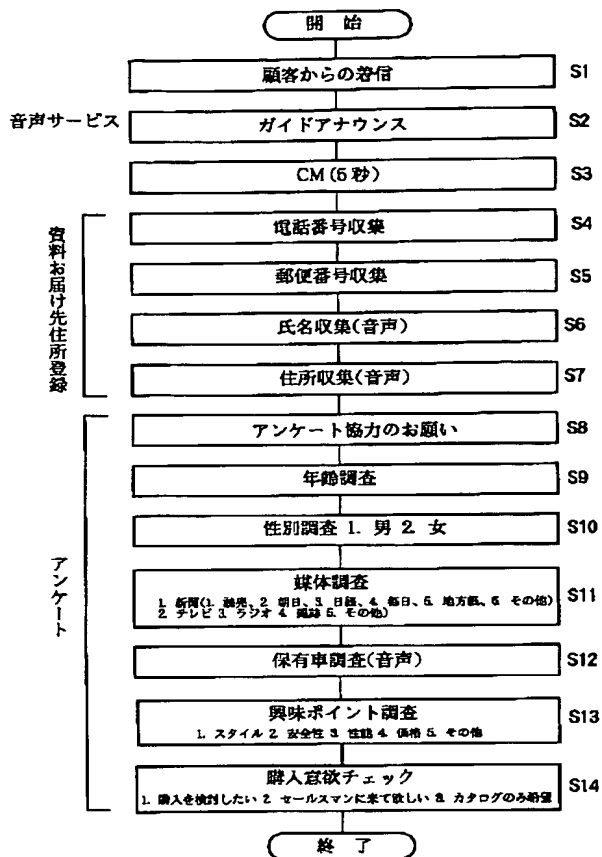 開 始
顧客からの着信 S1
音声サービス
ガイドアナウンス S2
CM(5秒) S3
資料お届け先住所登録
電話番号収集 S4
郵便番号収集 S5
氏名収集(音声) S6
住所収集(音声) S7
アンケート
アンケート協力のお願い S8
年齢調査 S9
性別調査 1. 男 2. 女 S10
媒体調査 S11
1. 新聞(1. 読売、2. 朝日、3. 日経、4. 毎日、5. 地方紙、6. その他)
2. テレビ 3. ラジオ 4. 雑誌 5. その他)
保有車調査(音声) S12
興味ポイント調査 S13
1. スタイル 2. 安全性 3. 性能 4. 価格 5. その他
購入意欲チェック S14
1. 購入を検討したい 2. セールスマンに来て欲しい 3. カタログのみ希望
終 了